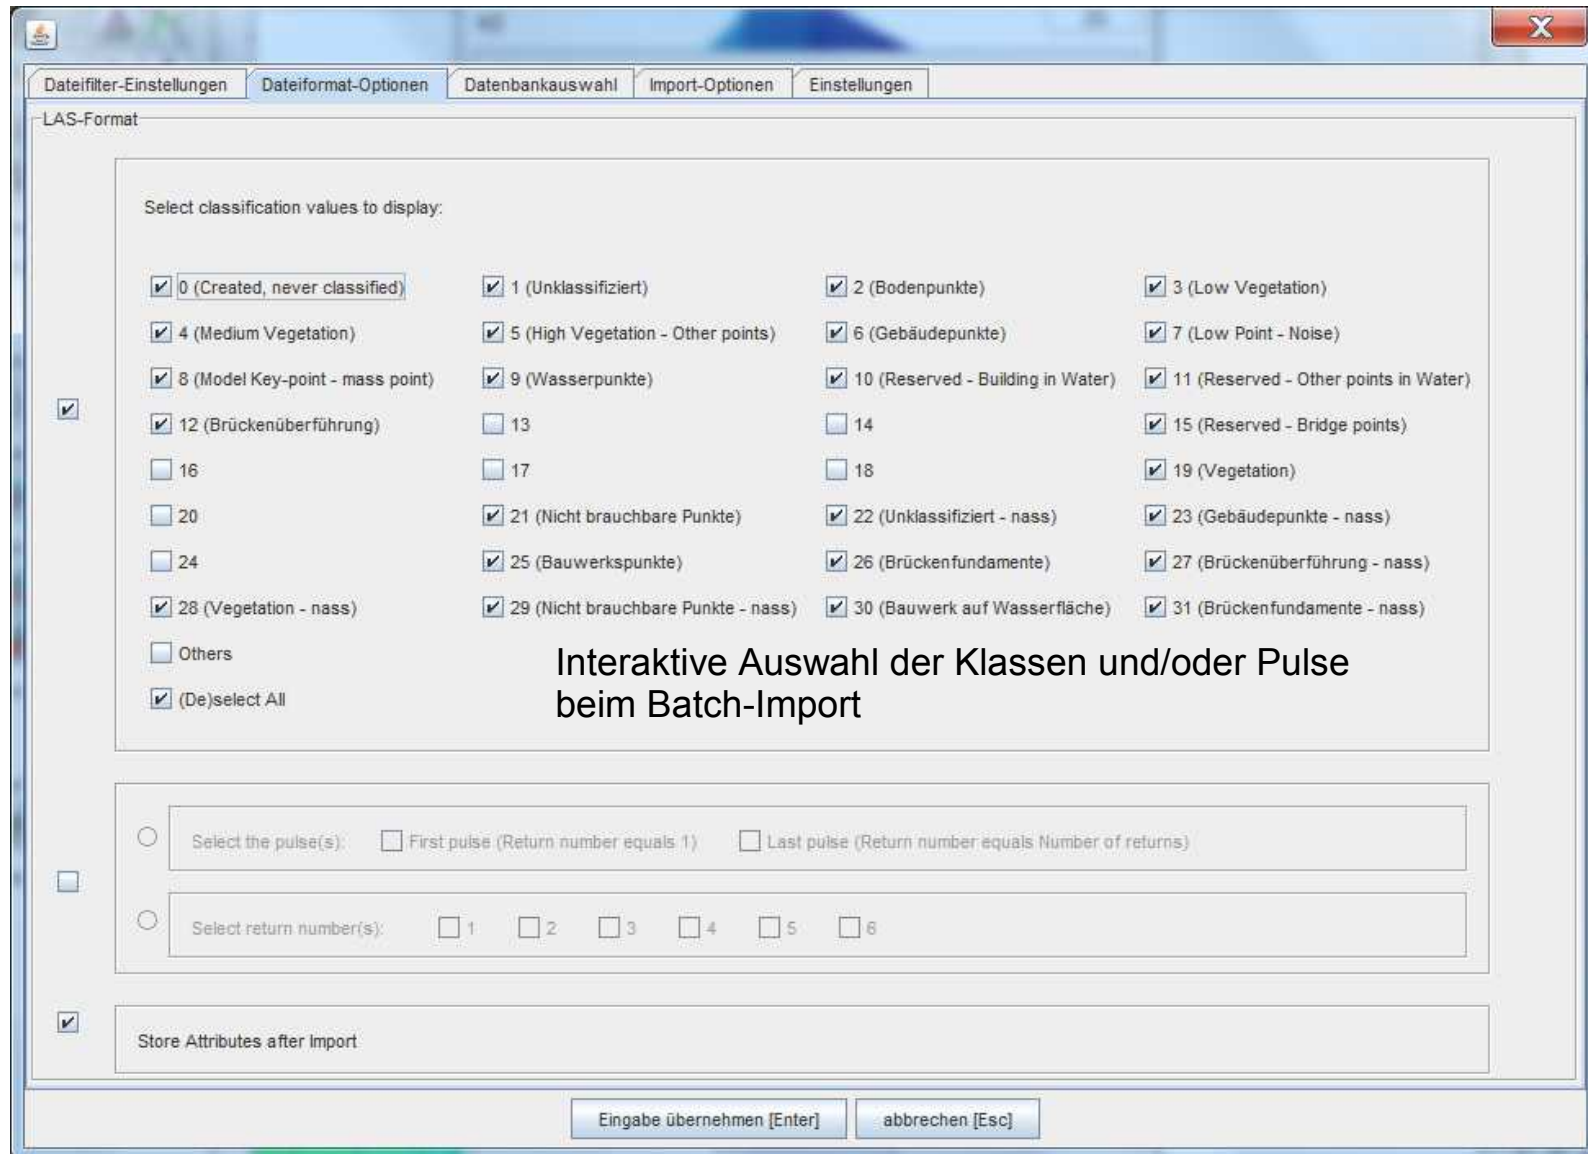 Dateifilter-Einstellungen Dateiformat-Optionen Datenbankauswahl Import-Optionen Einstellungen
LAS-Format
Select classification values to display:
0 (Created, never classified) 1 (Unklassifiziert) 2 (Bodenpunkte) 3 (Low Vegetation)
4 (Medium Vegetation) 5 (High Vegetation - Other points) 6 (Gebäudepunkte) 7 (Low Point - Noise)
8 (Model Key-point - mass point) 9 (Wasserpunkte) 10 (Reserved - Building in Water) 11 (Reserved - Other points in Water)
12 (Brückenüberführung) 13 14 15 (Reserved - Bridge points)
16 17 18 19 (Vegetation)
20 21 (Nicht brauchbare Punkte) 22 (Unklassifiziert - nass) 23 (Gebäudepunkte - nass)
24 25 (Bauwerkspunkte) 26 (Brückenfundamente) 27 (Brückenüberführung - nass)
28 (Vegetation - nass) 29 (Nicht brauchbare Punkte - nass) 30 (Bauwerk auf Wasserfläche) 31 (Brückenfundamente - nass)
Others
(De)select All
Interaktive Auswahl der Klassen und/oder Pulse
beim Batch-Import
Select the pulse(s): First pulse (Return number equals 1) Last pulse (Return number equals Number of returns)
Select return number(s): 1 2 3 4 5 6
Store Attributes after Import
Eingabe übernehmen [Enter] abbrechen [Esc]